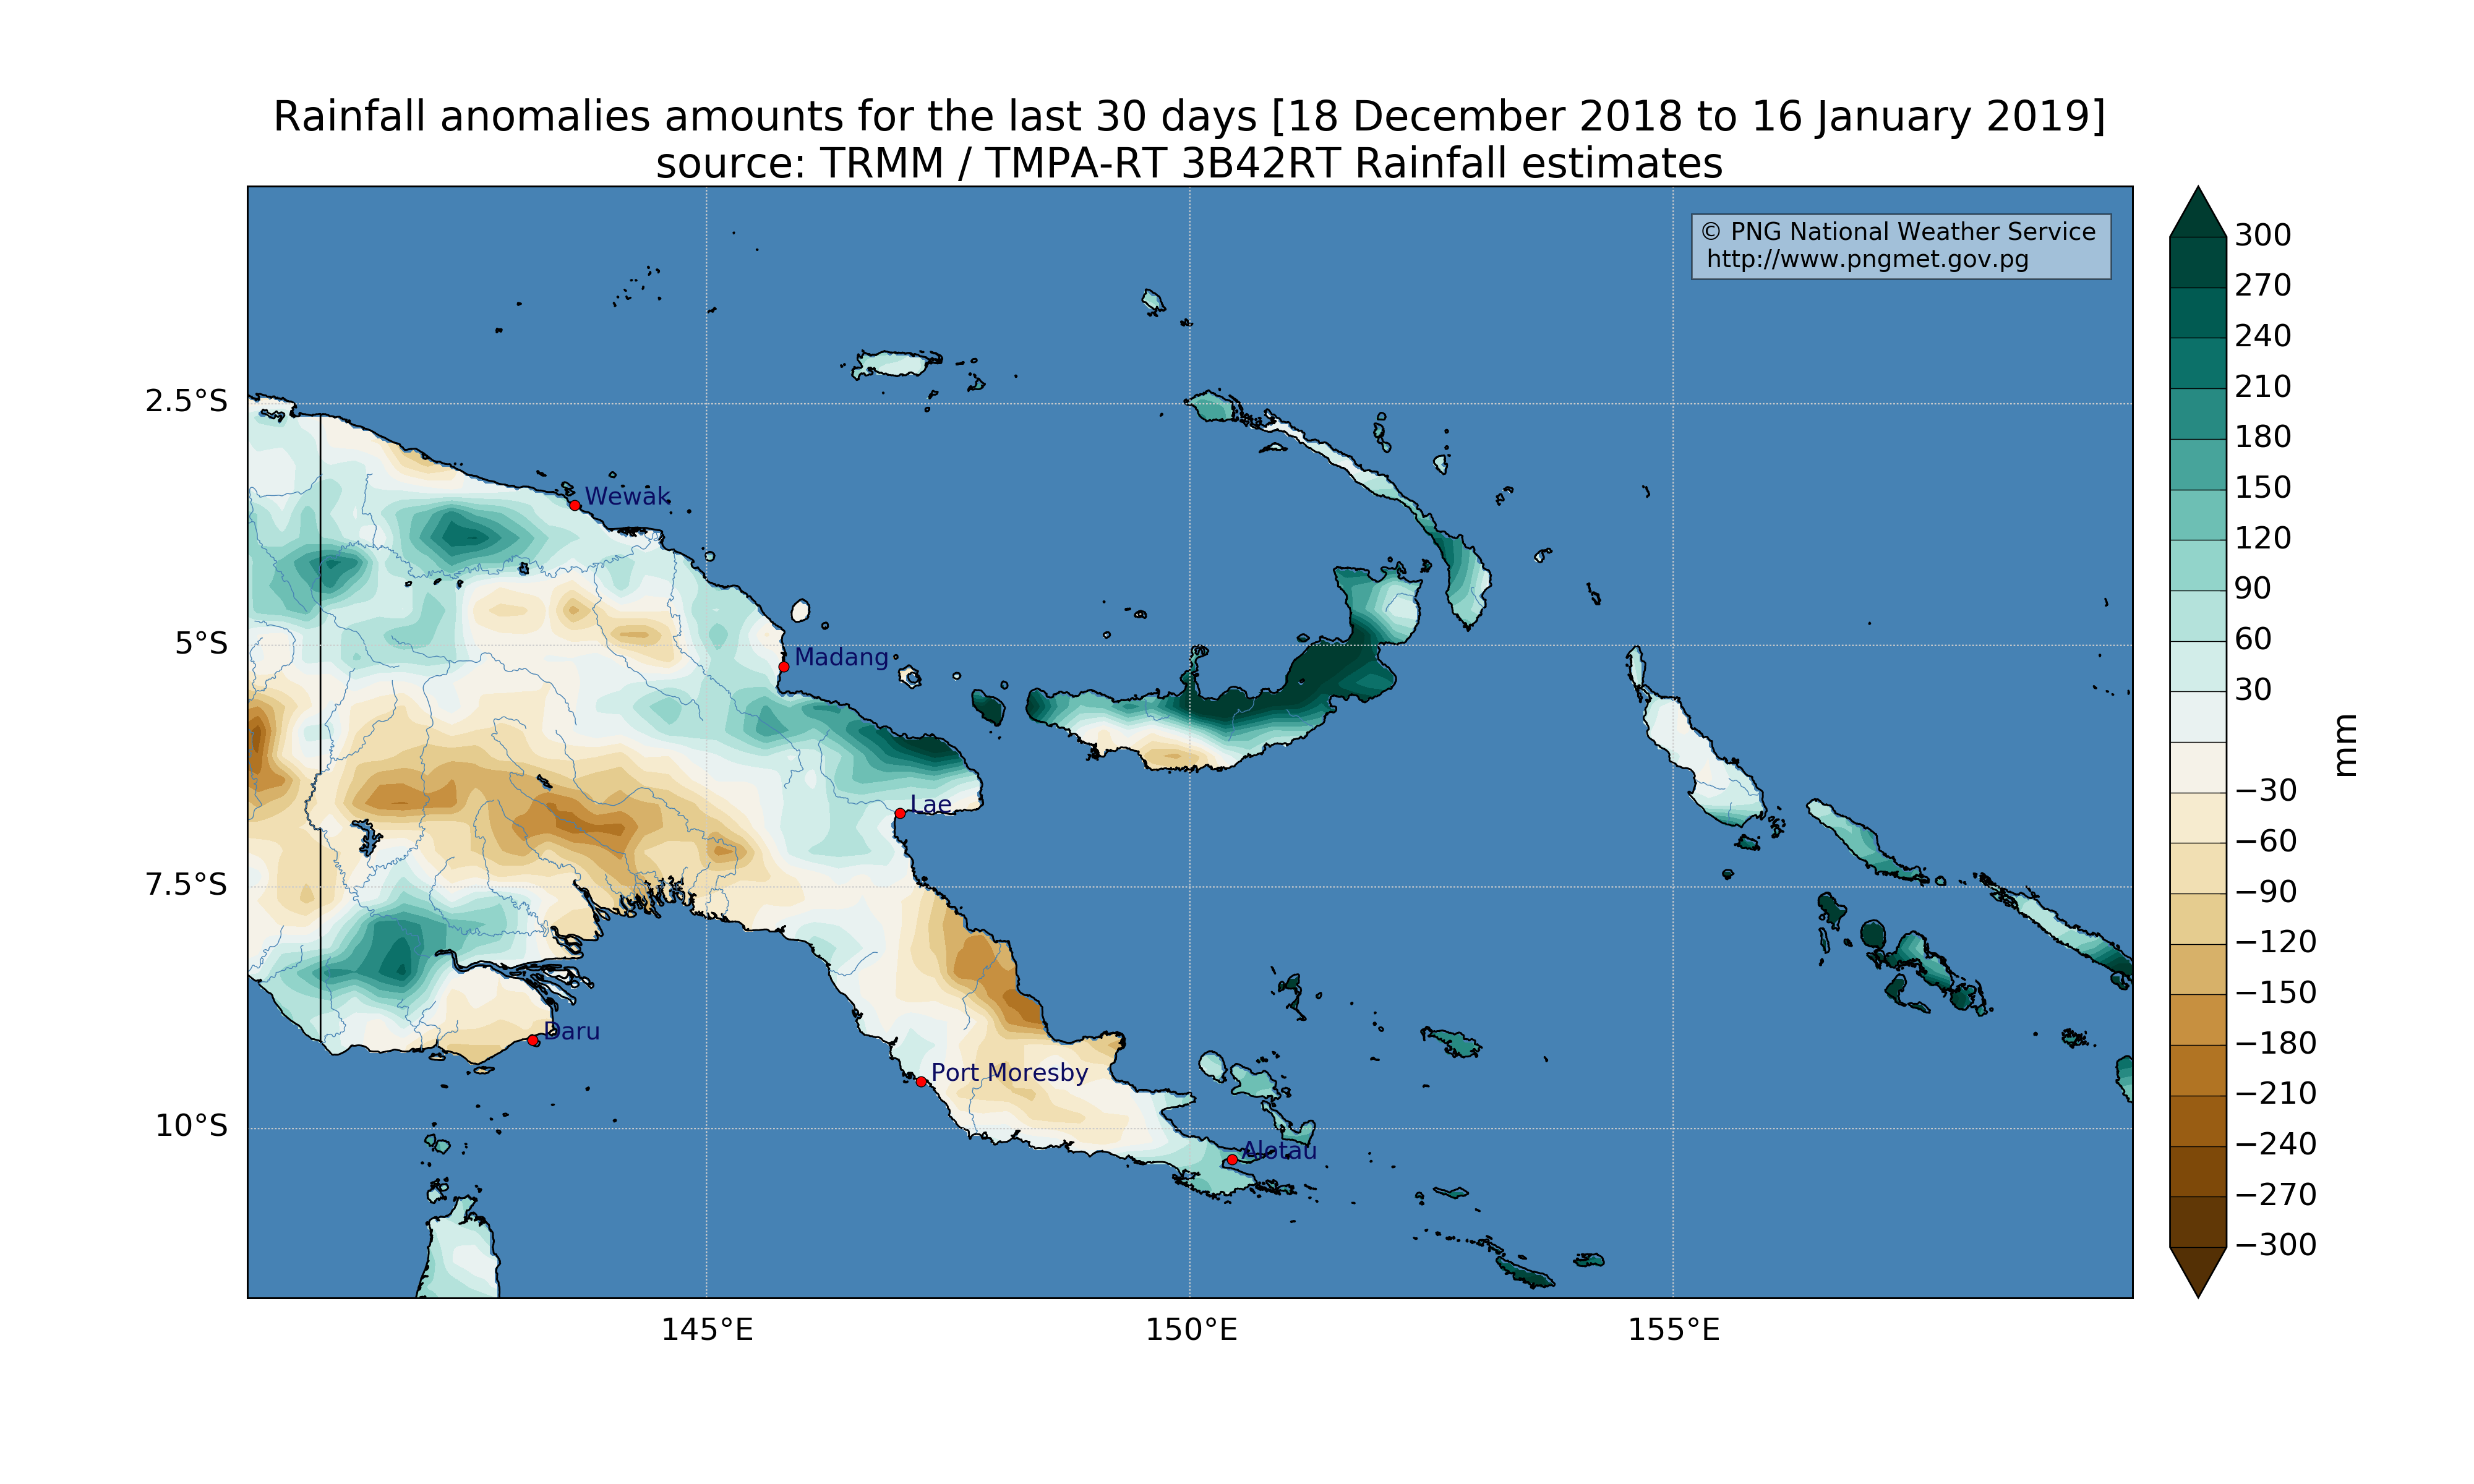 Rainfall anomalies amounts for the last 30 days [18 December 2018 to 16 January 2019]
source: TRMM / TMPA-RT 3B42RT Rainfall estimates
© PNG National Weather Service
http://www.pngmet.gov.pg
2.5°S
5°S
7.5°S
10°S
Wewak
Madang
Lae
Daru
Port Moresby
Alotau
145°E
150°E
155°E
300
270
240
210
180
150
120
90
60
30
−30
−60
−90
−120
−150
−180
−210
−240
−270
−300
mm